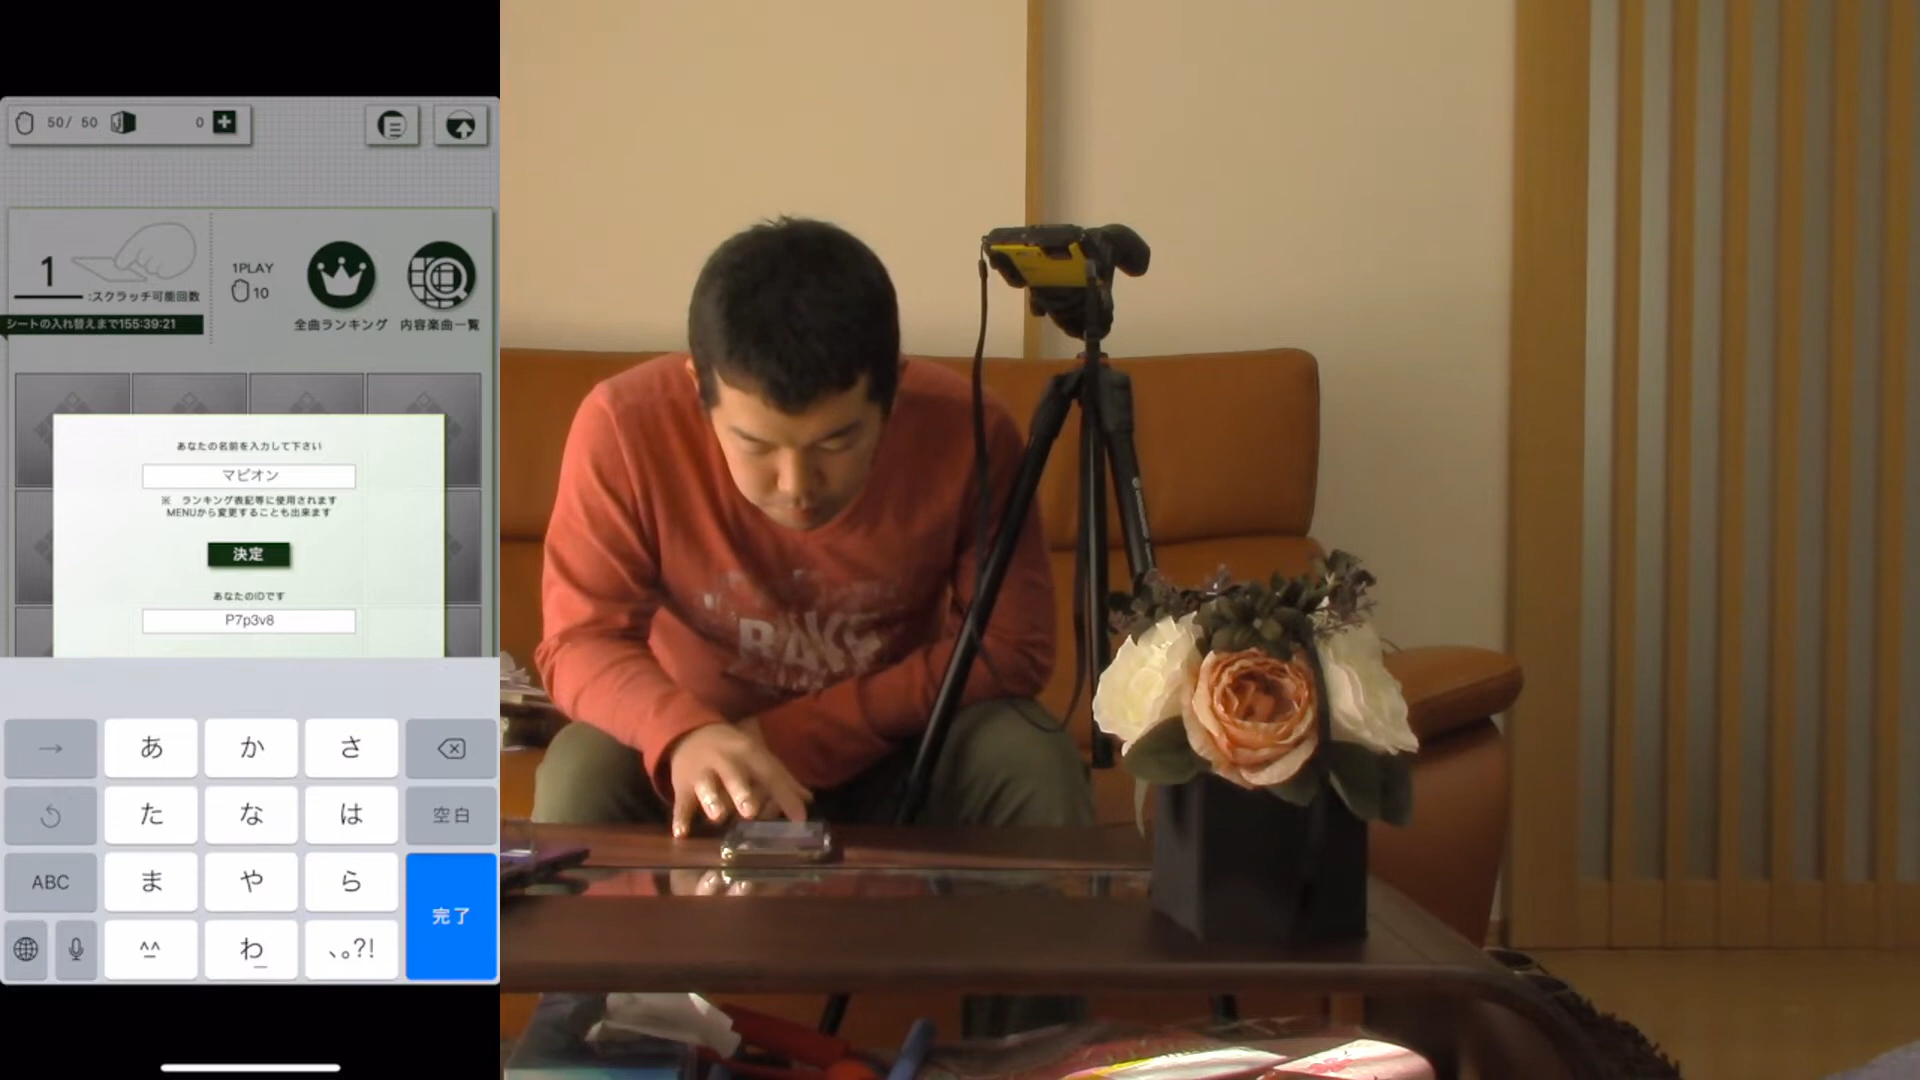 50/ 50
0
1
:スクラッチ可能回数
シートの入れ替えまで155:39:21
1PLAY
10
全曲ランキング
内容楽曲一覧
あなたの名前を入力して下さい
マピオン
※ ランキング表記等に使用されます
MENUから変更することも出来ます
決定
あなたのIDです
P7p3v8
→ あ か さ
た な は 空白
ABC ま や ら
完了
^^ わ 、。?!